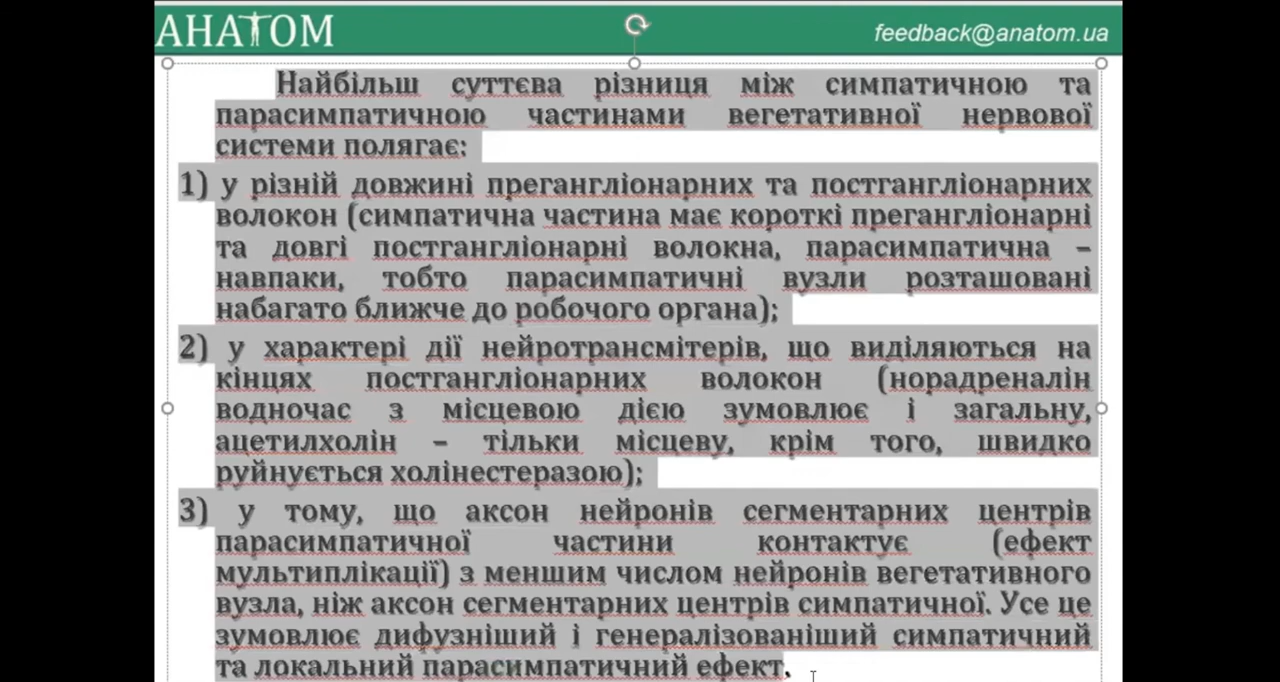 АНАТОМ
feedback@anatom.ua
Найбільш суттєва різниця між симпатичною та
парасимпатичною частинами вегетативної нервової
системи полягає:
1) у різній довжині прегангліонарних та постгангліонарних
волокон (симпатична частина має короткі прегангліонарні
та довгі постгангліонарні волокна, парасимпатична –
навпаки, тобто парасимпатичні вузли розташовані
набагато ближче до робочого органа);
2) у характері дії нейротрансмітерів, що виділяються на
кінцях постгангліонарних волокон (норадреналін
водночас з місцевою дією зумовлює і загальну,
ацетилхолін – тільки місцеву, крім того, швидко
руйнується холінестеразою);
3) у тому, що аксон нейронів сегментарних центрів
парасимпатичної частини контактує (ефект
мультиплікації) з меншим числом нейронів вегетативного
вузла, ніж аксон сегментарних центрів симпатичної. Усе це
зумовлює дифузніший і генералізованіший симпатичний
та локальний парасимпатичний ефект.